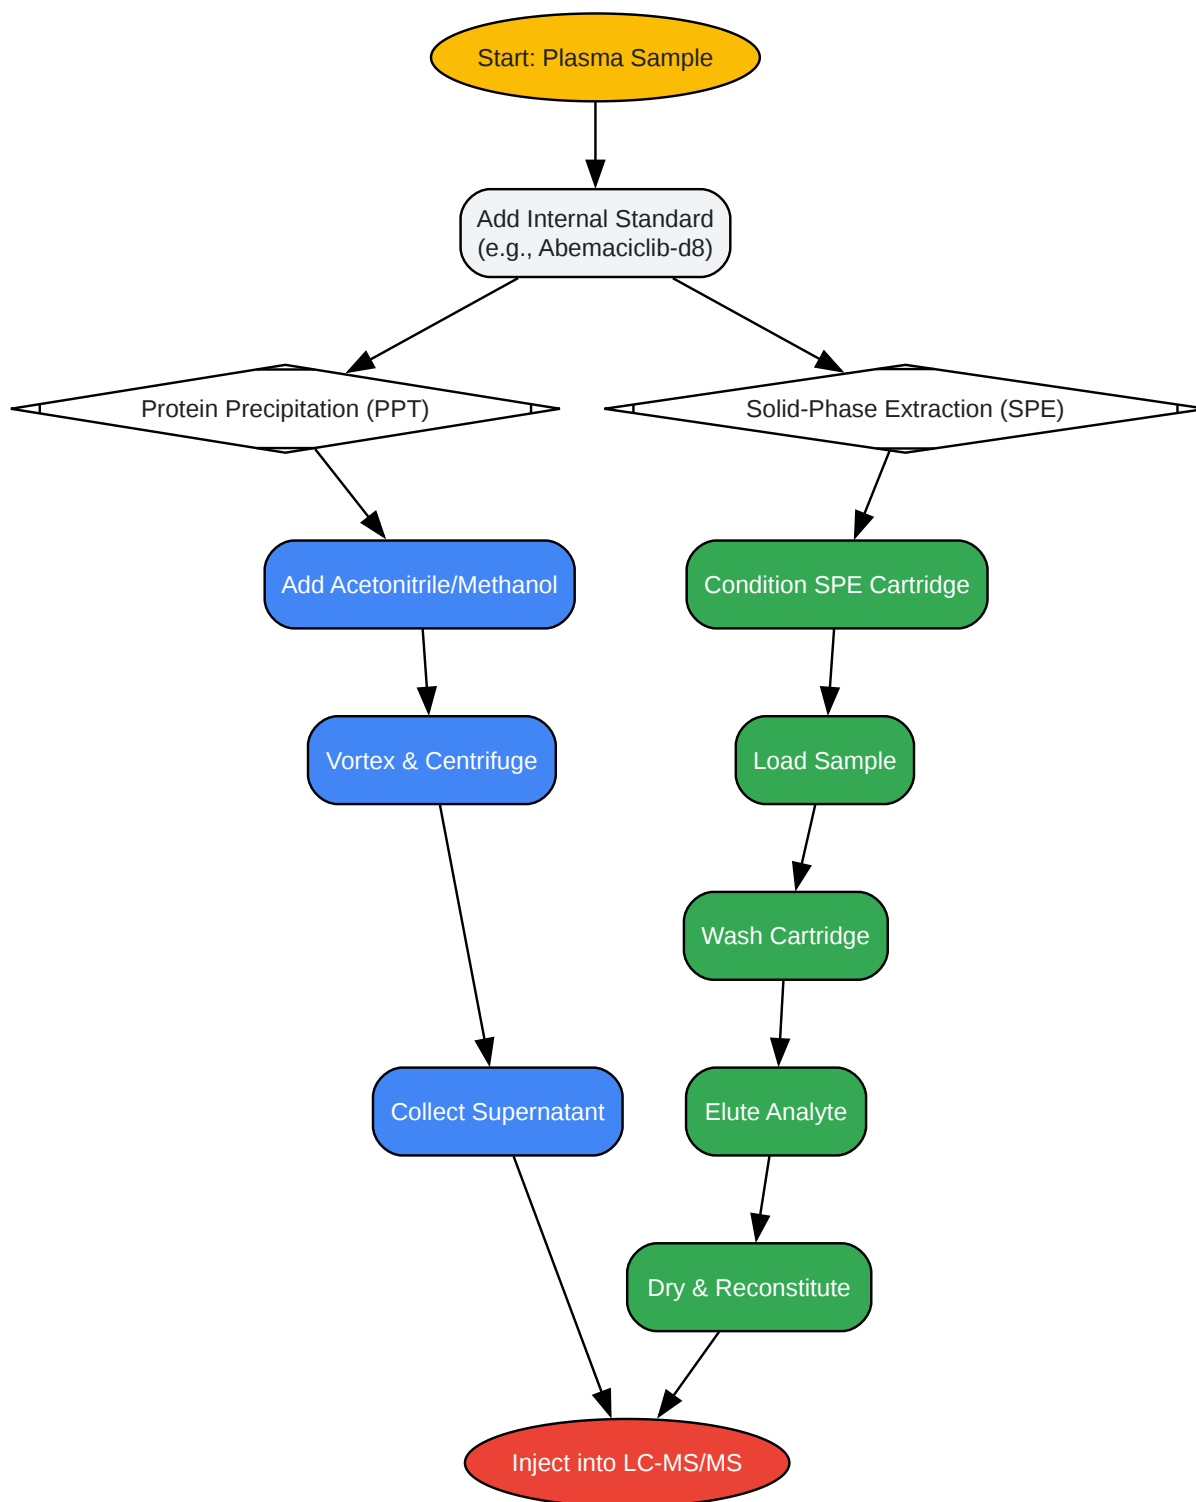 Start: Plasma Sample
Add Internal Standard
(e.g., Abemaciclib-d8)
Protein Precipitation (PPT)
Solid-Phase Extraction (SPE)
Add Acetonitrile/Methanol
Condition SPE Cartridge
Vortex & Centrifuge
Load Sample
Wash Cartridge
Collect Supernatant
Elute Analyte
Dry & Reconstitute
Inject into LC-MS/MS